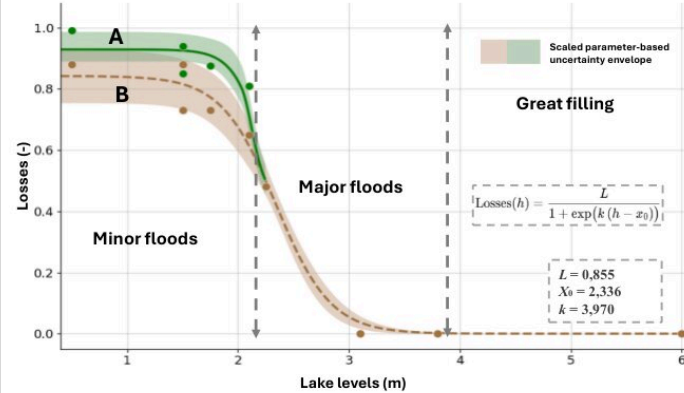 1.0
0.8
0.6
0.4
0.2
0.0
Losses (-)
A
B
Minor floods
Major floods
Great filling
Scaled parameter-based
uncertainty envelope
Losses(h) = L / (1 + exp(k (h − x₀)))
L = 0,855
X₀ = 2,336
k = 3,970
1
2
3
4
5
6
Lake levels (m)